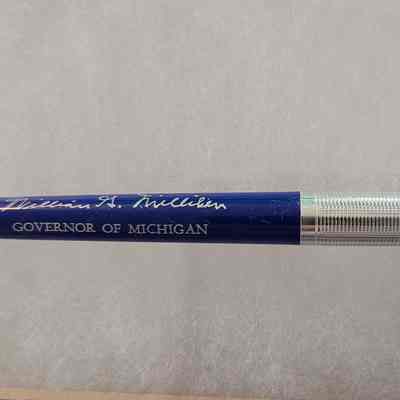 William G. Milliken
GOVERNOR OF MICHIGAN